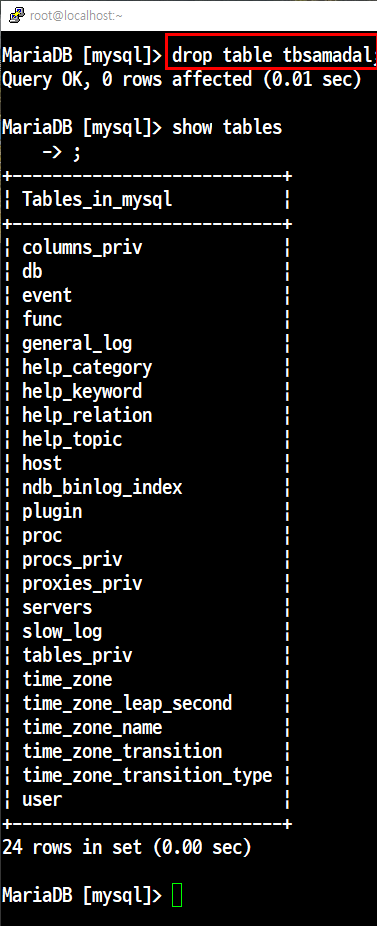 root@localhost:~
MariaDB [mysql]> drop table tbsamadal;
Query OK, 0 rows affected (0.01 sec)
MariaDB [mysql]> show tables
-> ;
+---------------------------+
¦ Tables_in_mysql ¦
+---------------------------+
¦ columns_priv ¦
¦ db ¦
¦ event ¦
¦ func ¦
¦ general_log ¦
¦ help_category ¦
¦ help_keyword ¦
¦ help_relation ¦
¦ help_topic ¦
¦ host ¦
¦ ndb_binlog_index ¦
¦ plugin ¦
¦ proc ¦
¦ procs_priv ¦
¦ proxies_priv ¦
¦ servers ¦
¦ slow_log ¦
¦ tables_priv ¦
¦ time_zone ¦
¦ time_zone_leap_second ¦
¦ time_zone_name ¦
¦ time_zone_transition ¦
¦ time_zone_transition_type ¦
¦ user ¦
+---------------------------+
24 rows in set (0.00 sec)
MariaDB [mysql]>